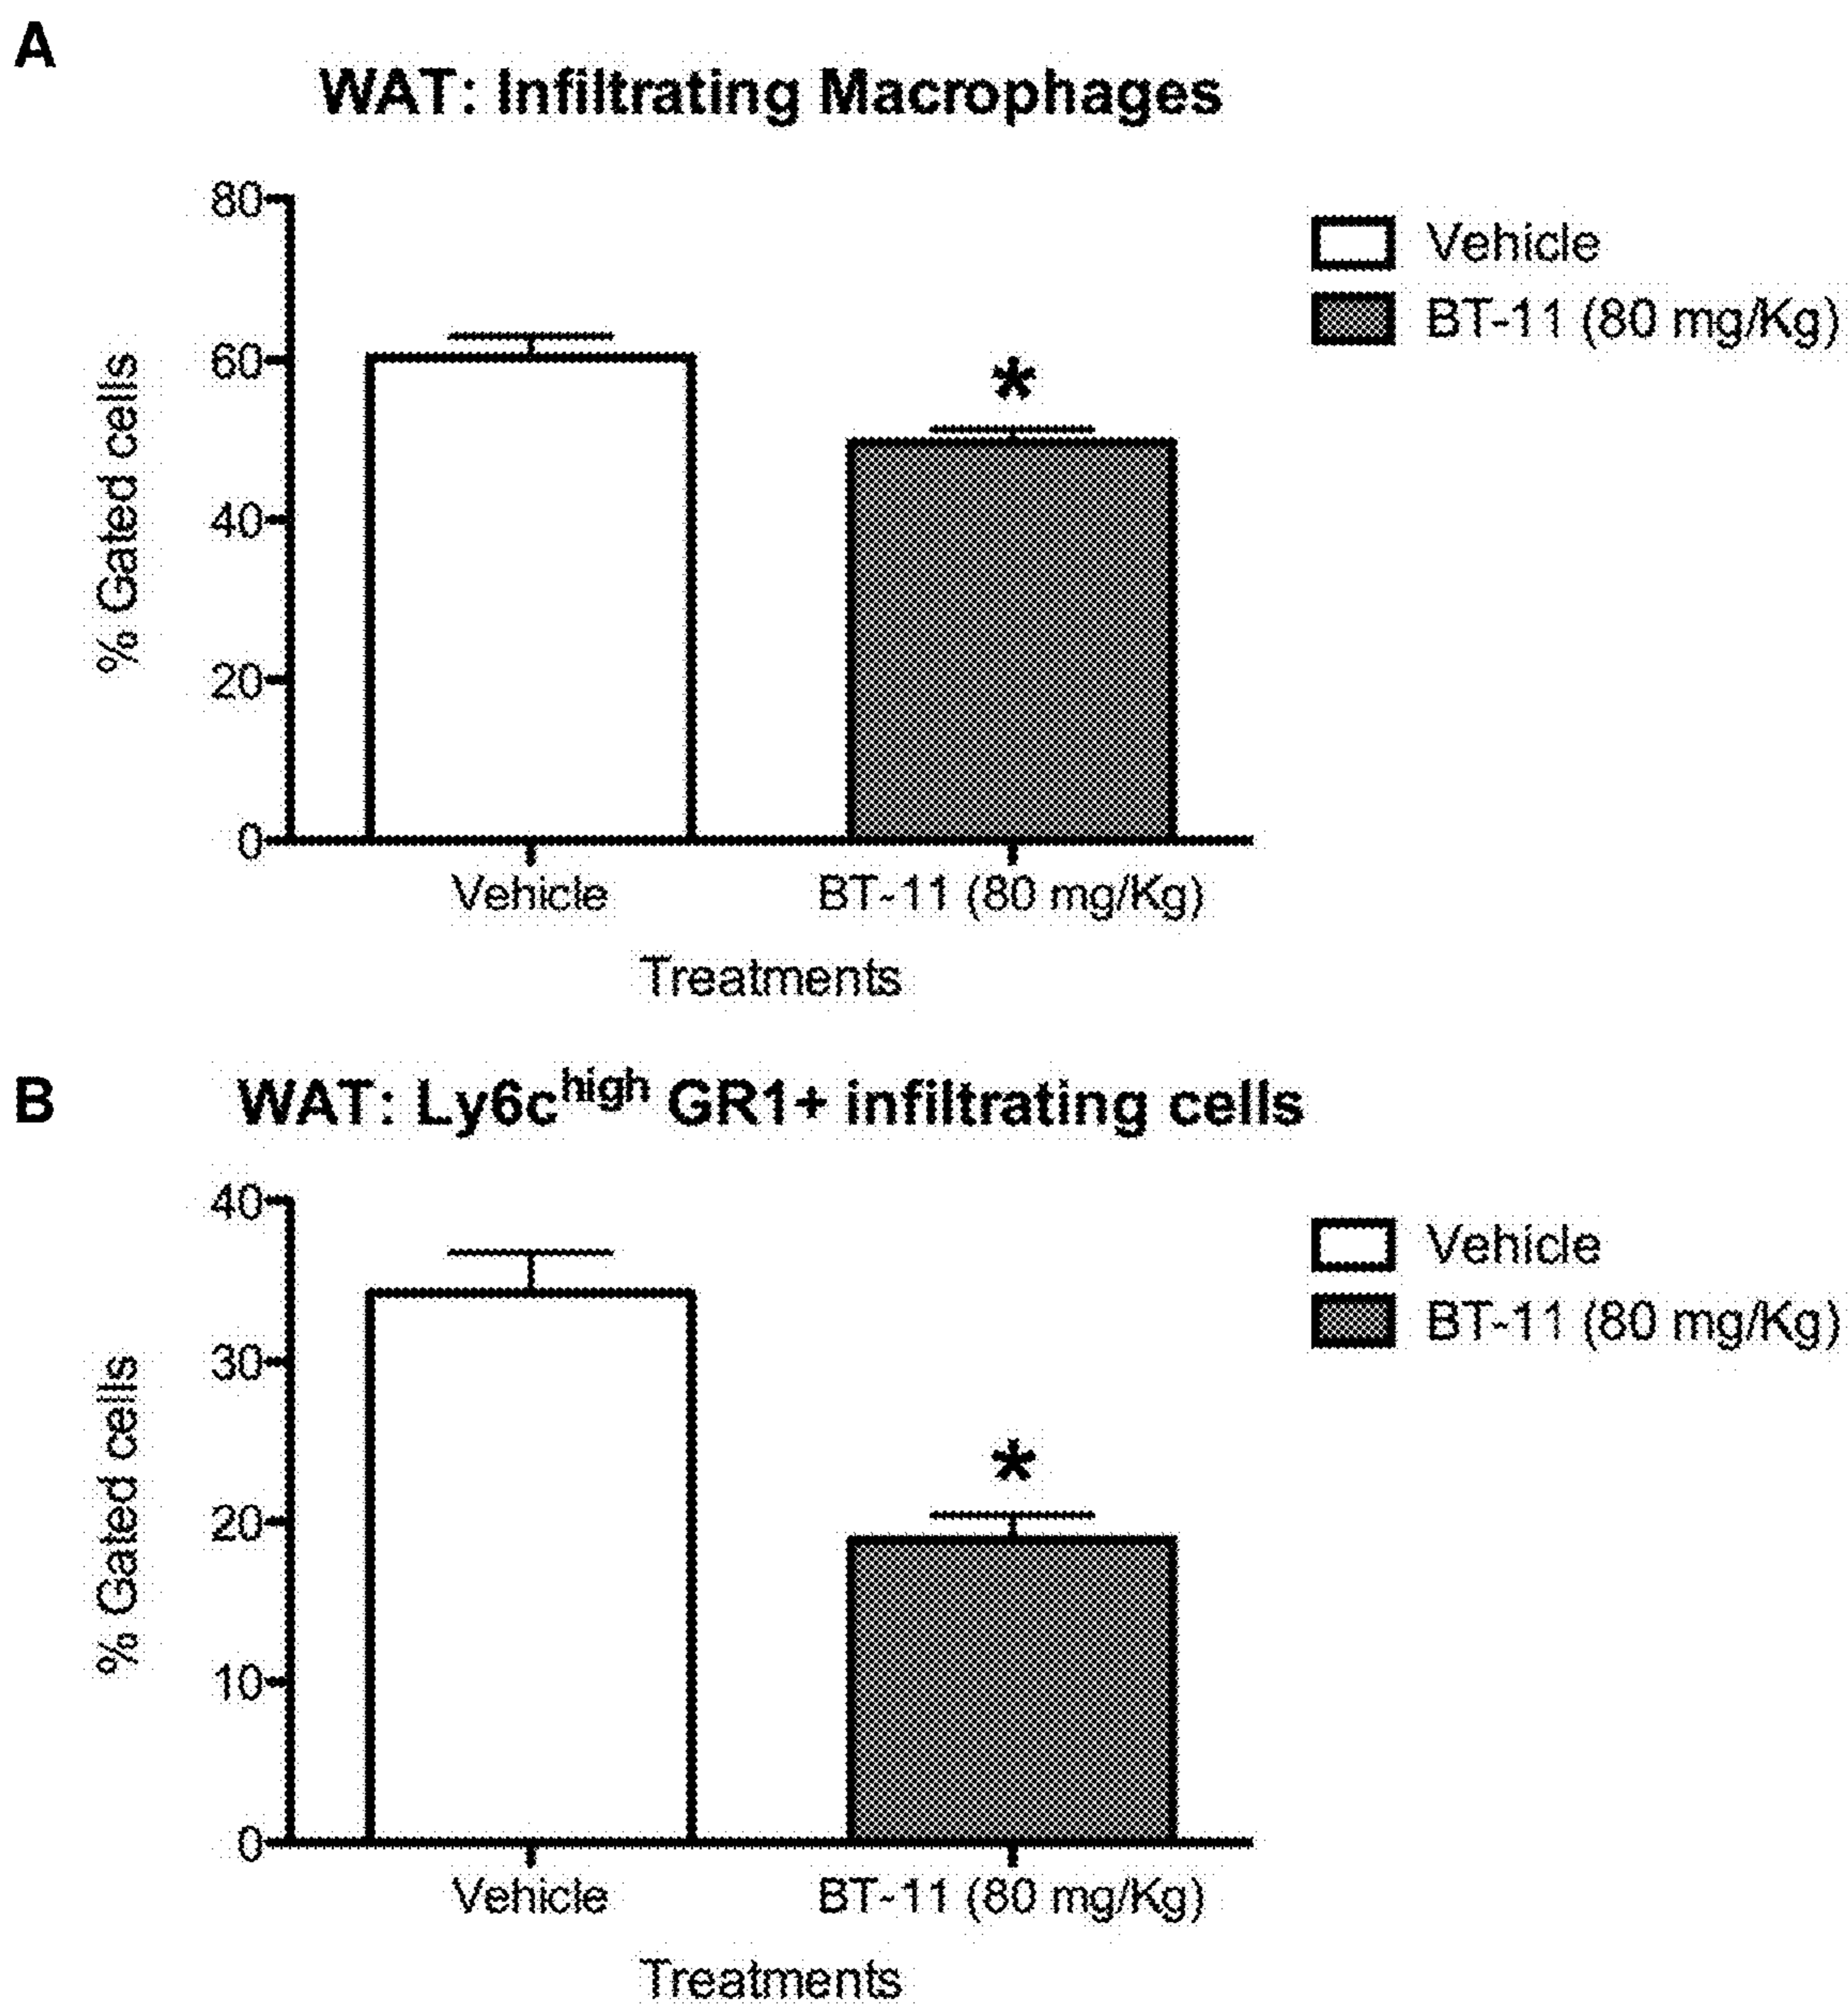 A
WAT: Infiltrating Macrophages
80
60
40
20
0
% Gated cells
*
Vehicle
BT-11 (80 mg/Kg)
Vehicle
BT-11 (80 mg/Kg)
Treatments
B
WAT: Ly6chigh GR1+ infiltrating cells
40
30
20
10
0
% Gated cells
*
Vehicle
BT-11 (80 mg/Kg)
Vehicle
BT-11 (80 mg/Kg)
Treatments